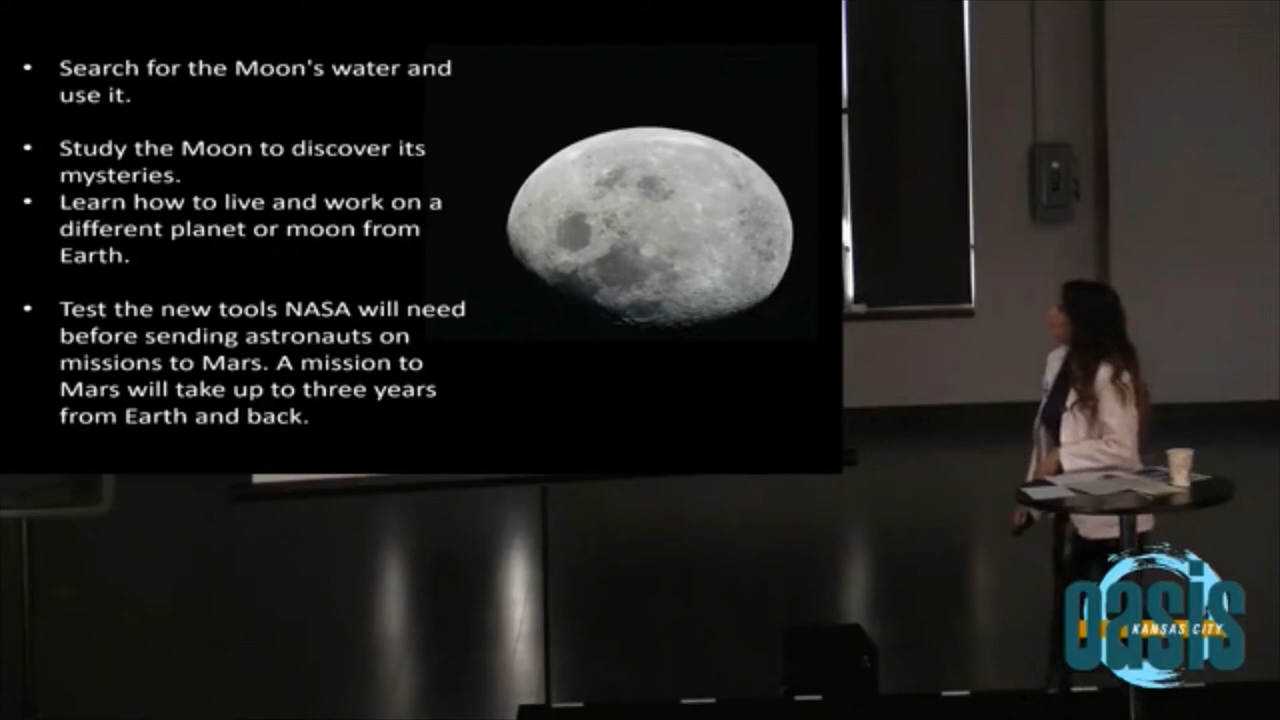 • Search for the Moon's water and
use it.
• Study the Moon to discover its
mysteries.
• Learn how to live and work on a
different planet or moon from
Earth.
• Test the new tools NASA will need
before sending astronauts on
missions to Mars. A mission to
Mars will take up to three years
from Earth and back.
oasis
KANSAS CITY